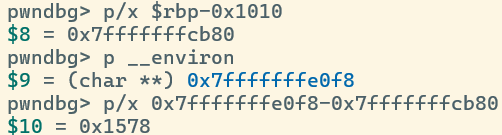 pwndbg> p/x $rbp-0x1010
$8 = 0x7fffffffcb80
pwndbg> p __environ
$9 = (char **) 0x7fffffffe0f8
pwndbg> p/x 0x7fffffffe0f8-0x7fffffffcb80
$10 = 0x1578